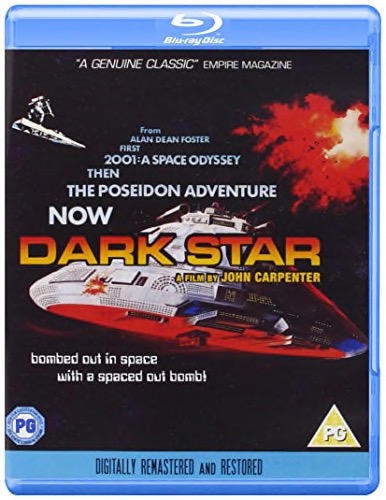 Blu-ray Disc
"A GENUINE CLASSIC" EMPIRE MAGAZINE
From
ALAN DEAN FOSTER
FIRST
2001: A SPACE ODYSSEY
THEN
THE POSEIDON ADVENTURE
NOW
DARK STAR
A FILM BY JOHN CARPENTER
bombed out in space
with a spaced out bomb!
PG
PG
DIGITALLY REMASTERED AND RESTORED